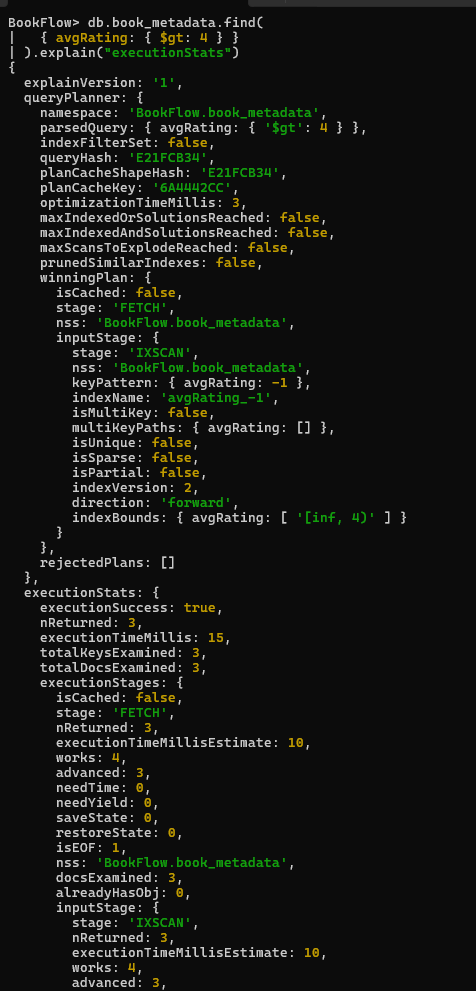 BookFlow> db.book_metadata.find(
|   { avgRating: { $gt: 4 } }
| ).explain("executionStats")
{
  explainVersion: '1',
  queryPlanner: {
    namespace: 'BookFlow.book_metadata',
    parsedQuery: { avgRating: { '$gt': 4 } },
    indexFilterSet: false,
    queryHash: 'E21FCB34',
    planCacheShapeHash: 'E21FCB34',
    planCacheKey: '6A4442CC',
    optimizationTimeMillis: 3,
    maxIndexedOrSolutionsReached: false,
    maxIndexedAndSolutionsReached: false,
    maxScansToExplodeReached: false,
    prunedSimilarIndexes: false,
    winningPlan: {
      isCached: false,
      stage: 'FETCH',
      nss: 'BookFlow.book_metadata',
      inputStage: {
        stage: 'IXSCAN',
        nss: 'BookFlow.book_metadata',
        keyPattern: { avgRating: -1 },
        indexName: 'avgRating_-1',
        isMultiKey: false,
        multiKeyPaths: { avgRating: [] },
        isUnique: false,
        isSparse: false,
        isPartial: false,
        indexVersion: 2,
        direction: 'forward',
        indexBounds: { avgRating: [ '[inf, 4)' ] }
      }
    },
    rejectedPlans: []
  },
  executionStats: {
    executionSuccess: true,
    nReturned: 3,
    executionTimeMillis: 15,
    totalKeysExamined: 3,
    totalDocsExamined: 3,
    executionStages: {
      isCached: false,
      stage: 'FETCH',
      nReturned: 3,
      executionTimeMillisEstimate: 10,
      works: 4,
      advanced: 3,
      needTime: 0,
      needYield: 0,
      saveState: 0,
      restoreState: 0,
      isEOF: 1,
      nss: 'BookFlow.book_metadata',
      docsExamined: 3,
      alreadyHasObj: 0,
      inputStage: {
        stage: 'IXSCAN',
        nReturned: 3,
        executionTimeMillisEstimate: 10,
        works: 4,
        advanced: 3,